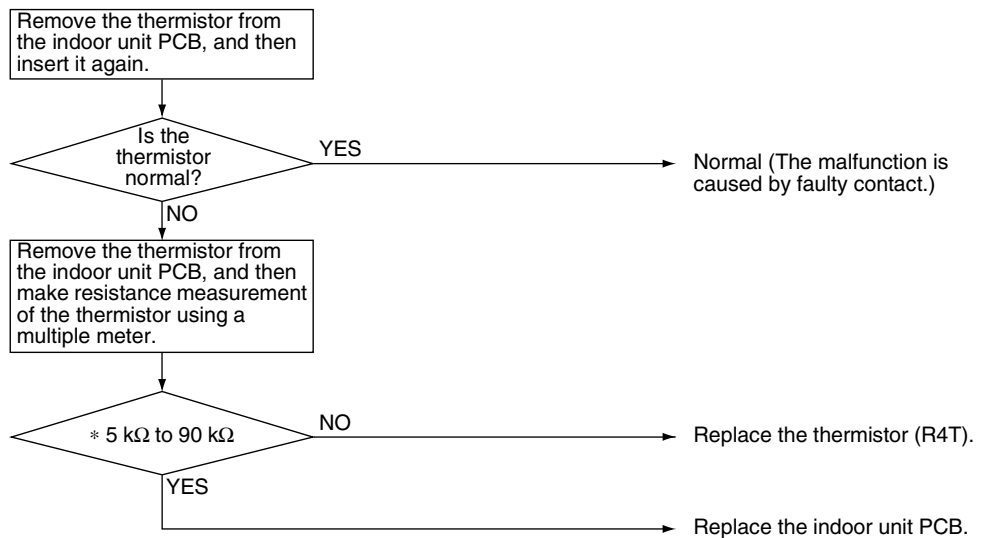 Remove the thermistor from
the indoor unit PCB, and then
insert it again.
Is the
thermistor
normal?
YES
Normal (The malfunction is
caused by faulty contact.)
NO
Remove the thermistor from
the indoor unit PCB, and then
make resistance measurement
of the thermistor using a
multiple meter.
∗ 5 kΩ to 90 kΩ
NO
Replace the thermistor (R4T).
YES
Replace the indoor unit PCB.